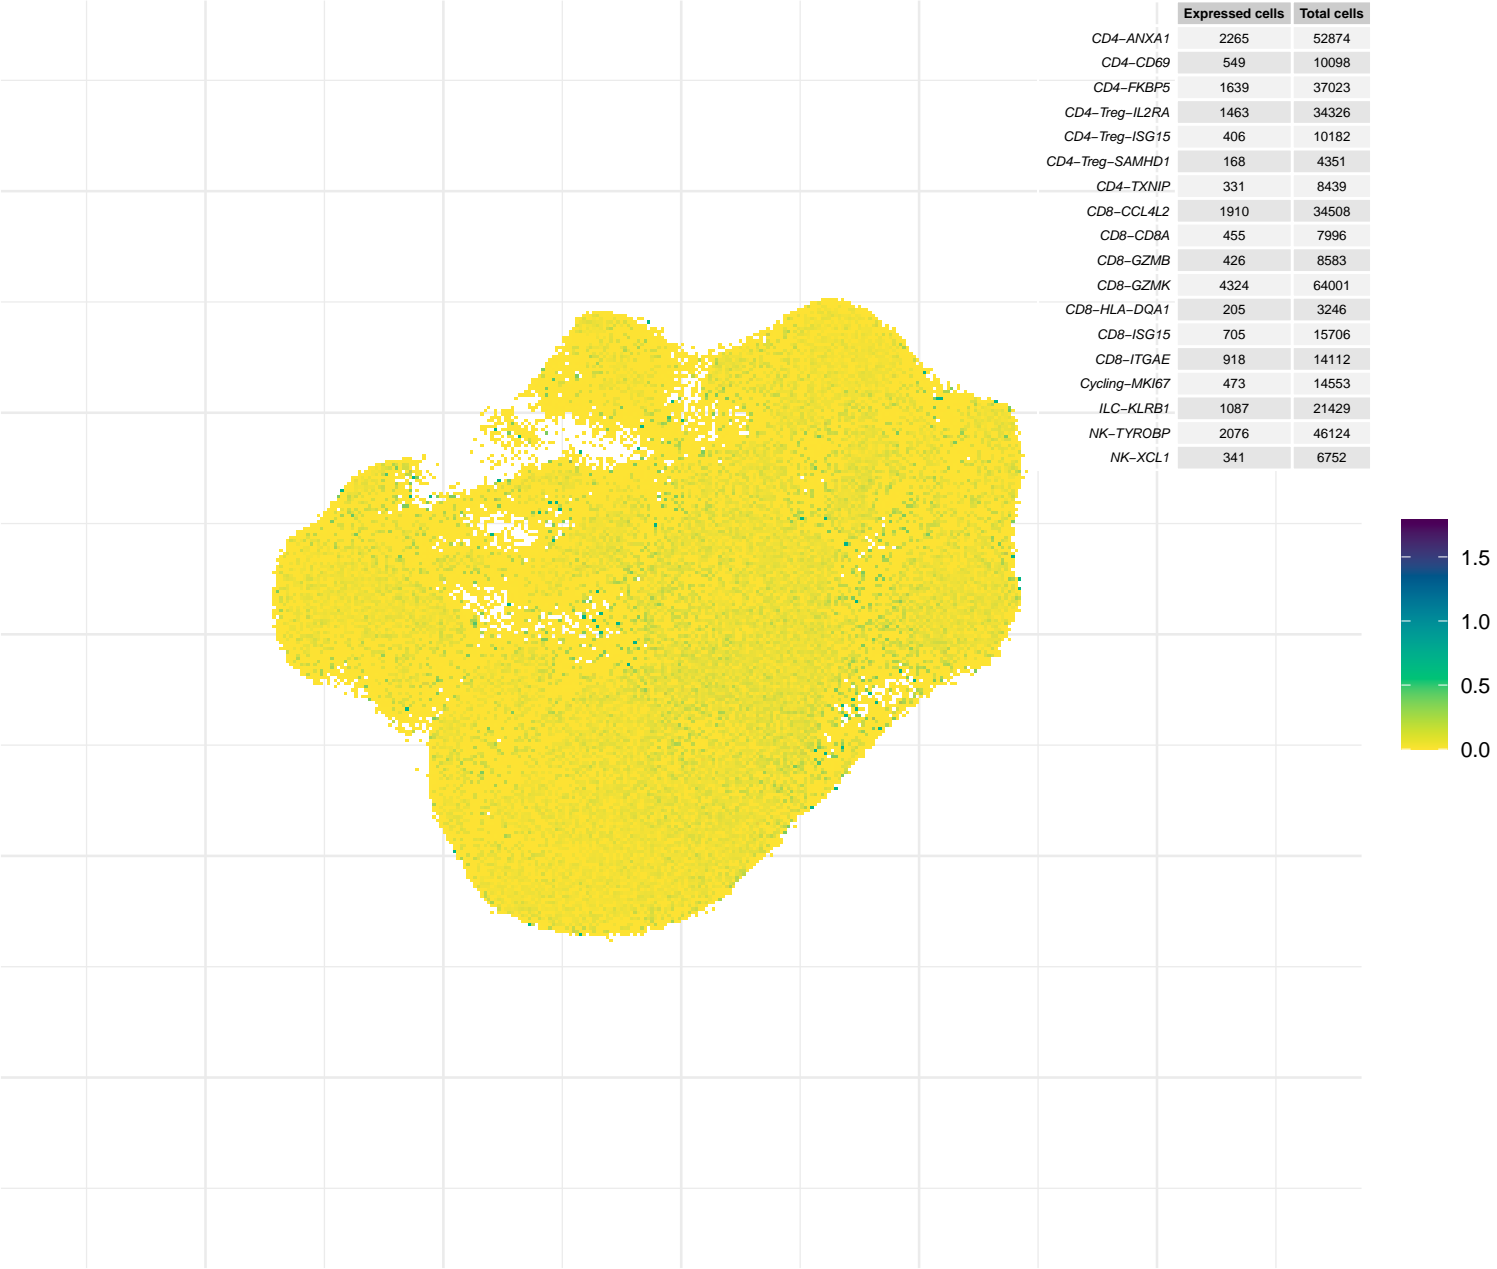 Expressed cells Total cells
CD4−ANXA1 2265 52874
CD4−CD69 549 10098
CD4−FKBP5 1639 37023
CD4−Treg−IL2RA 1463 34326
CD4−Treg−ISG15 406 10182
CD4−Treg−SAMHD1 168 4351
CD4−TXNIP 331 8439
CD8−CCL4L2 1910 34508
CD8−CD8A 455 7996
CD8−GZMB 426 8583
CD8−GZMK 4324 64001
CD8−HLA−DQA1 205 3246
CD8−ISG15 705 15706
CD8−ITGAE 918 14112
Cycling−MKI67 473 14553
ILC−KLRB1 1087 21429
NK−TYROBP 2076 46124
NK−XCL1 341 6752
1.5
1.0
0.5
0.0